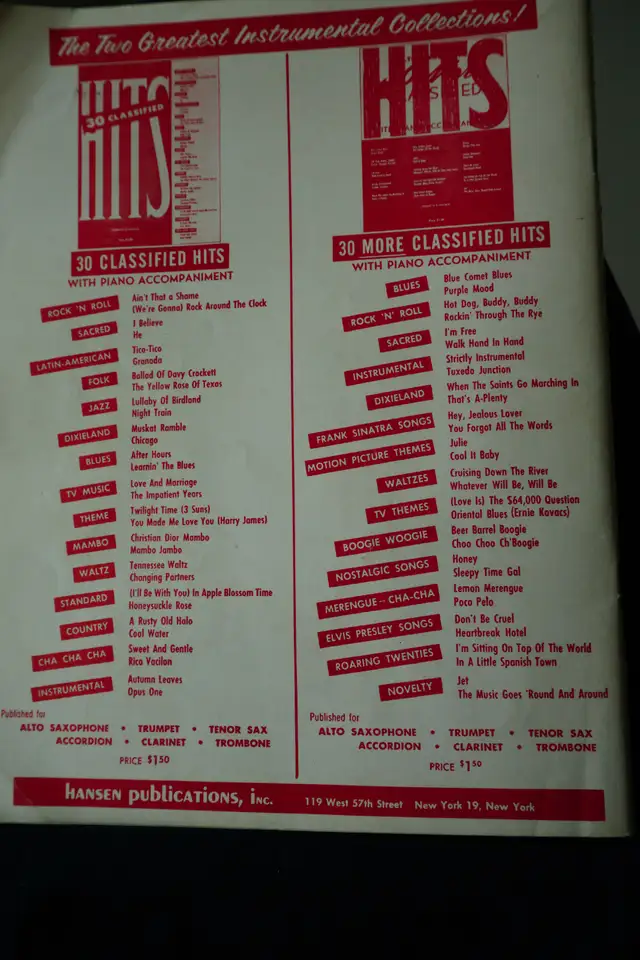 The Two Greatest Instrumental Collections!
HITS
30 CLASSIFIED
30 CLASSIFIED HITS
WITH PIANO ACCOMPANIMENT
ROCK 'N ROLL
Ain't That a Shame
(We're Gonna) Rock Around The Clock
SACRED
I Believe
He
LATIN-AMERICAN
Tico-Tico
Granada
FOLK
Ballad Of Davy Crockett
The Yellow Rose Of Texas
JAZZ
Lullaby Of Birdland
Night Train
DIXIELAND
Muskat Ramble
Chicago
BLUES
After Hours
Learnin' The Blues
TV MUSIC
Love And Marriage
The Impatient Years
THEME
Twilight Time (3 Suns)
You Made Me Love You (Harry James)
MAMBO
Christian Dior Mambo
Mambo Jambo
WALTZ
Tennessee Waltz
Changing Partners
STANDARD
(I'll Be With You) In Apple Blossom Time
Honeysuckle Rose
COUNTRY
A Rusty Old Halo
Cool Water
CHA CHA CHA
Sweet And Gentle
Rico Vacilon
INSTRUMENTAL
Autumn Leaves
Opus One
Published for
ALTO SAXOPHONE • TRUMPET • TENOR SAX
ACCORDION • CLARINET • TROMBONE
PRICE $1.50
HITS
30 MORE CLASSIFIED HITS
WITH PIANO ACCOMPANIMENT
BLUES
Blue Comet Blues
Purple Mood
ROCK 'N' ROLL
Hot Dog, Buddy, Buddy
Rockin' Through The Rye
SACRED
I'm Free
Walk Hand In Hand
INSTRUMENTAL
Strictly Instrumental
Tuxedo Junction
DIXIELAND
When The Saints Go Marching In
That's A-Plenty
FRANK SINATRA SONGS
Hey, Jealous Lover
You Forgot All The Words
MOTION PICTURE THEMES
Julie
Cool It Baby
WALTZES
Cruising Down The River
Whatever Will Be, Will Be
TV THEMES
(Love Is) The $64,000 Question
Oriental Blues (Ernie Kovacs)
BOOGIE WOOGIE
Beer Barrel Boogie
Choo Choo Ch'Boogie
NOSTALGIC SONGS
Honey
Sleepy Time Gal
MERENGUE - CHA-CHA
Lemon Merengue
Poco Pelo
ELVIS PRESLEY SONGS
Don't Be Cruel
Heartbreak Hotel
ROARING TWENTIES
I'm Sitting On Top Of The World
In A Little Spanish Town
NOVELTY
Jet
The Music Goes 'Round And Around
Published for
ALTO SAXOPHONE • TRUMPET • TENOR SAX
ACCORDION • CLARINET • TROMBONE
PRICE $1.50
Hansen publications, inc. 119 West 57th Street New York 19, New York